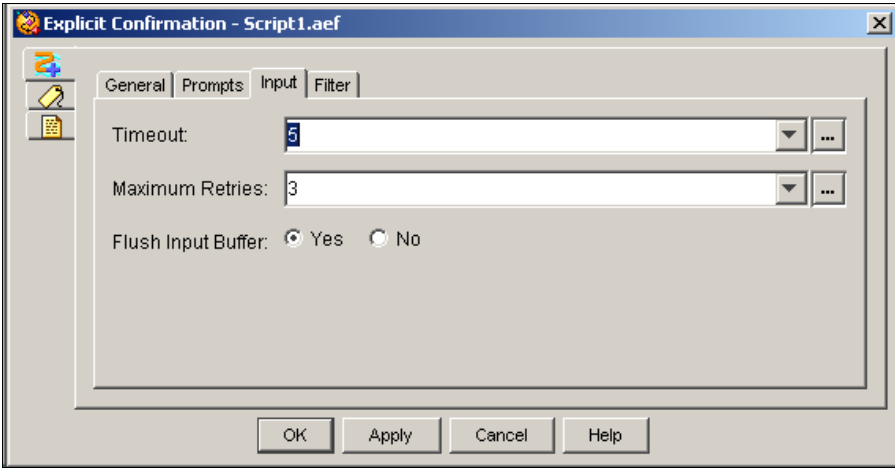 Explicit Confirmation - Script1.aef
General Prompts Input Filter
Timeout: 5 ...
Maximum Retries: 3 ...
Flush Input Buffer: Yes No
OK Apply Cancel Help